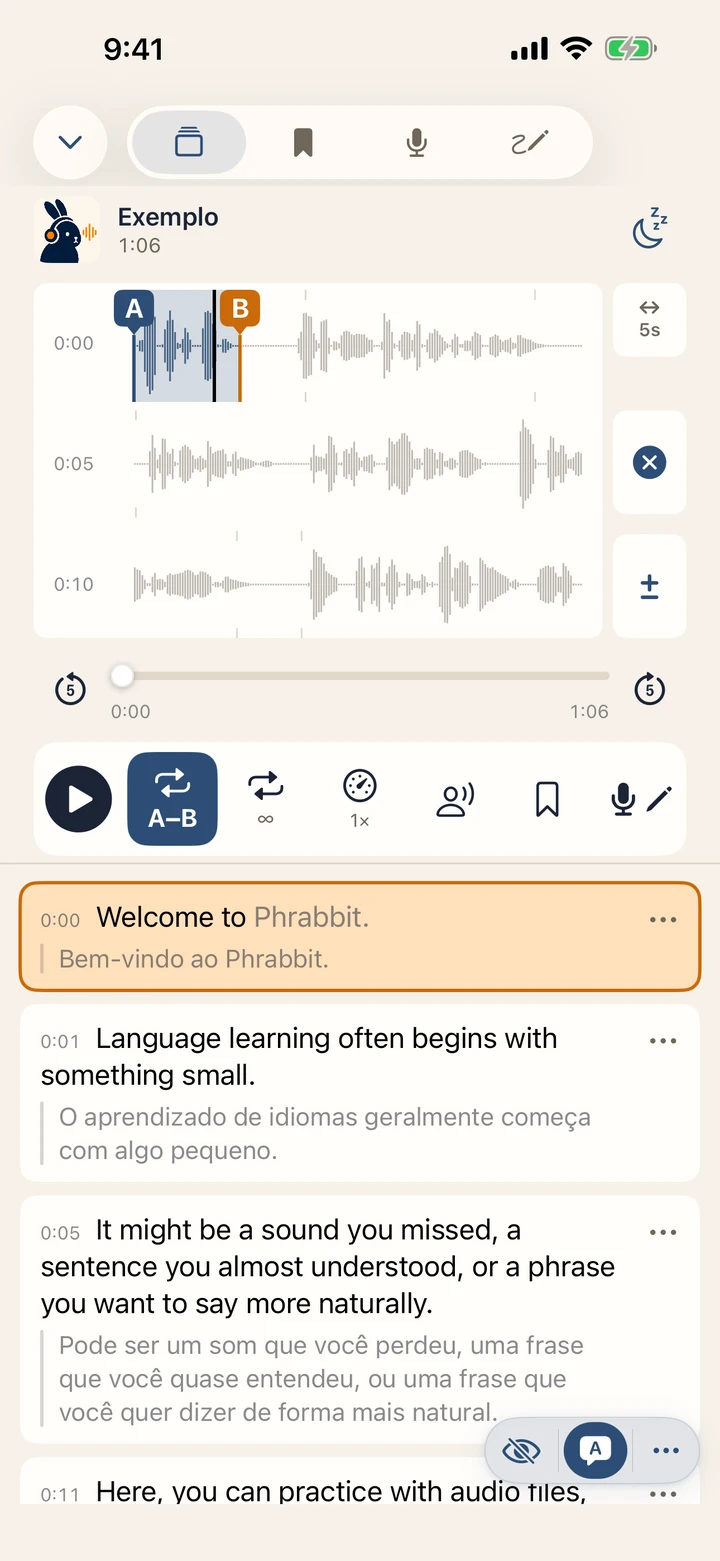 9:41
Exemplo
1:06
zzz
A
B
0:00
5s
0:05
0:10
±
5
5
0:00
1:06
A–B
∞
1×
0:00 Welcome to Phrabbit.
Bem-vindo ao Phrabbit.
0:01 Language learning often begins with
something small.
O aprendizado de idiomas geralmente começa
com algo pequeno.
0:05 It might be a sound you missed, a
sentence you almost understood, or a phrase
you want to say more naturally.
Pode ser um som que você perdeu, uma frase
que você quase entendeu, ou uma frase que
você quer dizer de forma mais natural.
A
0:11 Here, you can practice with audio files,